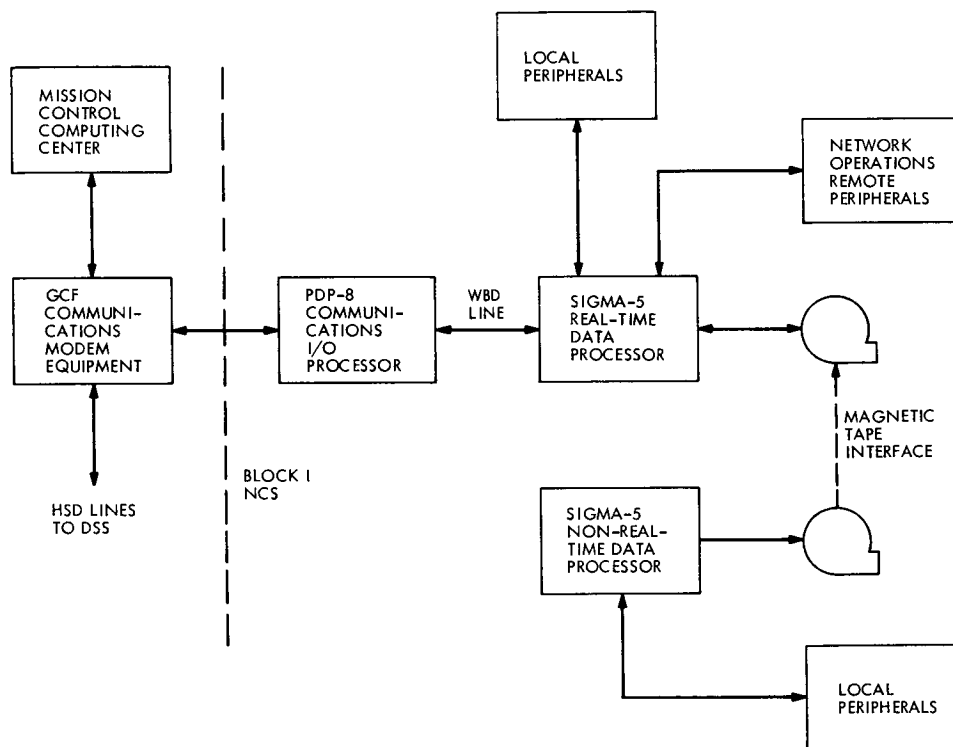 LOCAL
PERIPHERALS
MISSION
CONTROL
COMPUTING
CENTER
NETWORK
OPERATIONS
REMOTE
PERIPHERALS
GCF
COMMUNI-
CATIONS
MODEM
EQUIPMENT
PDP-8
COMMUNI-
CATIONS
I/O
PROCESSOR
WBD
LINE
SIGMA-5
REAL-TIME
DATA
PROCESSOR
MAGNETIC
TAPE
INTERFACE
BLOCK I
NCS
HSD LINES
TO DSS
SIGMA-5
NON-REAL-
TIME DATA
PROCESSOR
LOCAL
PERIPHERALS